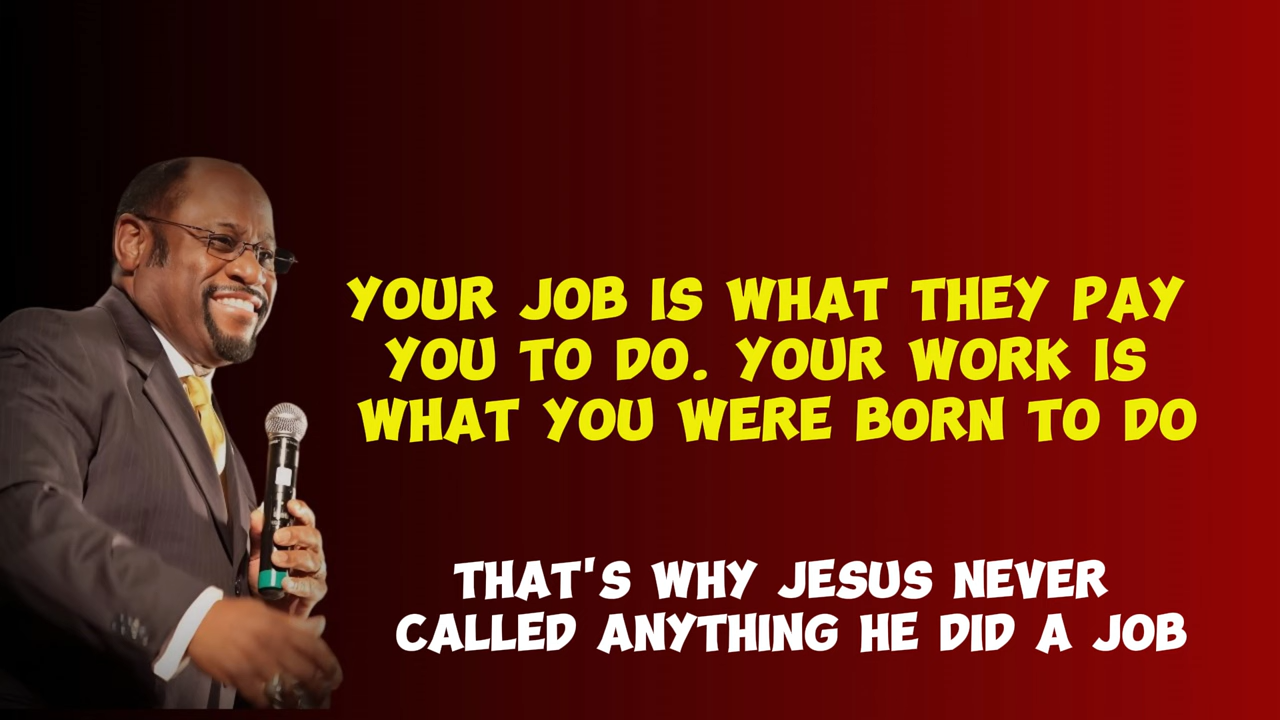 YOUR JOB IS WHAT THEY PAY
YOU TO DO. YOUR WORK IS
WHAT YOU WERE BORN TO DO
THAT'S WHY JESUS NEVER
CALLED ANYTHING HE DID A JOB